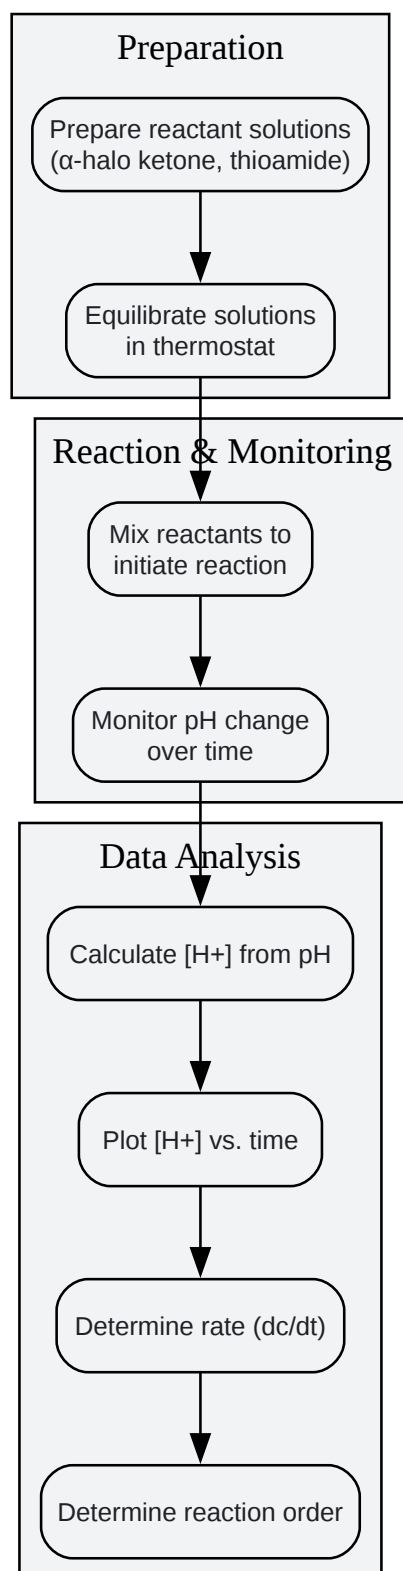 Preparation
Prepare reactant solutions
(α-halo ketone, thioamide)
Equilibrate solutions
in thermostat
Reaction & Monitoring
Mix reactants to
initiate reaction
Monitor pH change
over time
Data Analysis
Calculate [H+] from pH
Plot [H+] vs. time
Determine rate (dc/dt)
Determine reaction order